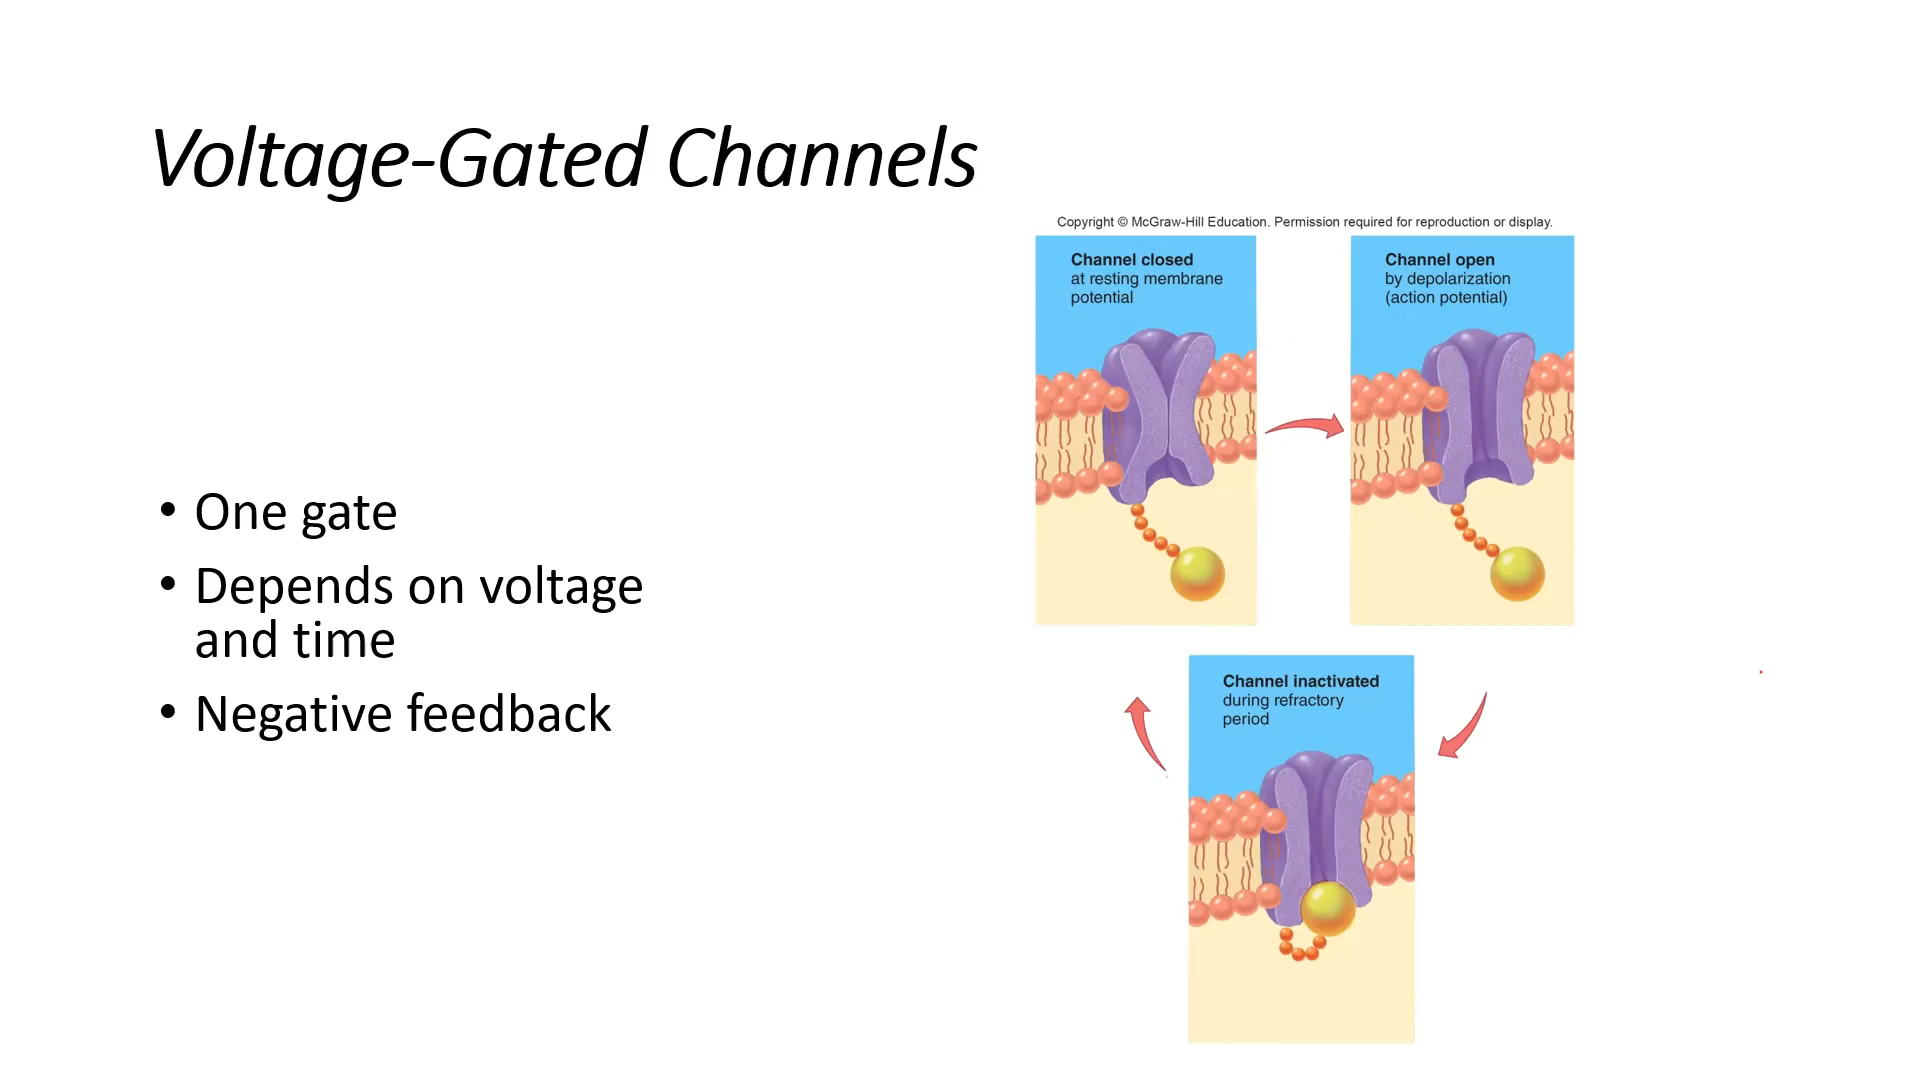 Voltage-Gated Channels
Copyright © McGraw-Hill Education. Permission required for reproduction or display.
Channel closed
at resting membrane
potential
Channel open
by depolarization
(action potential)
• One gate
• Depends on voltage
and time
• Negative feedback
Channel inactivated
during refractory
period